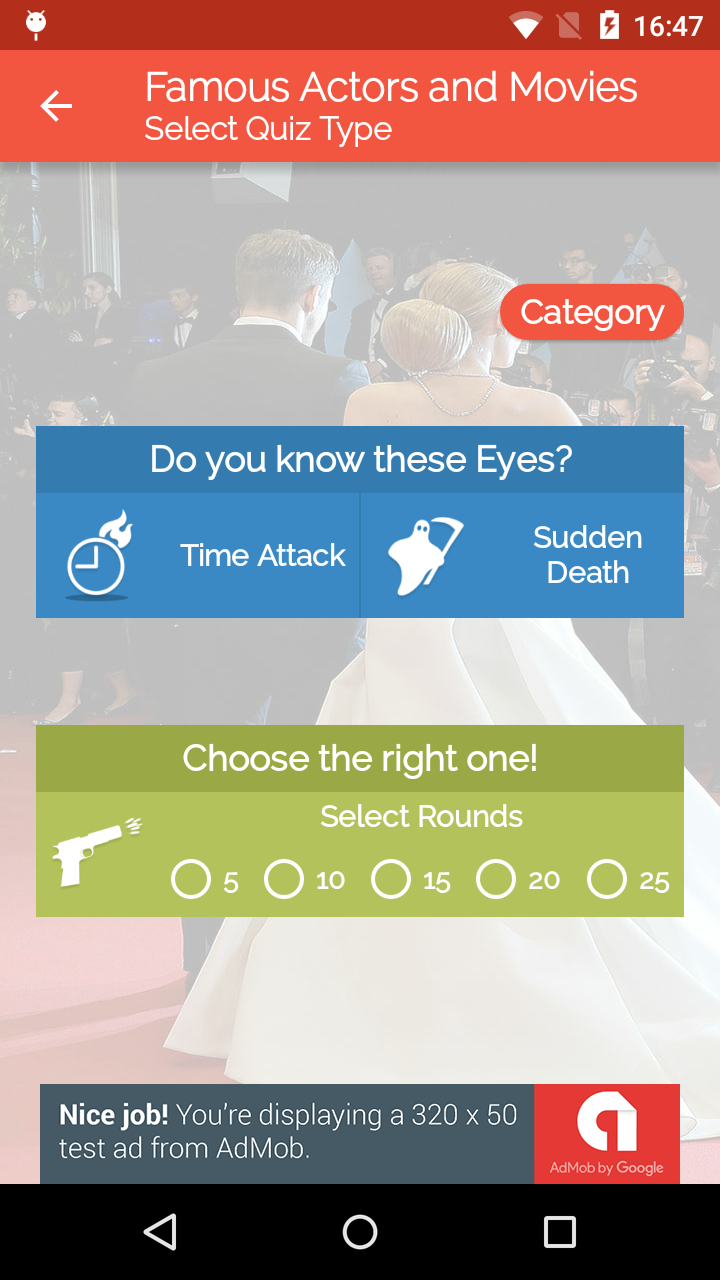 16:47
Famous Actors and Movies
Select Quiz Type
Category
Do you know these Eyes?
Time Attack
Sudden
Death
Choose the right one!
Select Rounds
5 10 15 20 25
Nice job! You're displaying a 320 x 50
test ad from AdMob.
AdMob by Google